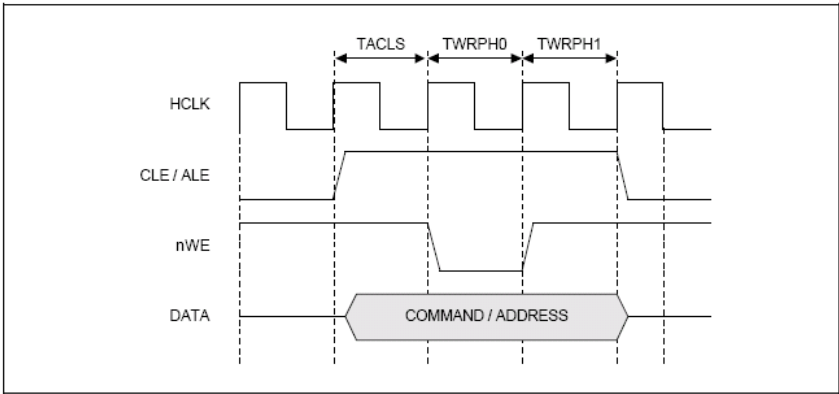 TACLS TWRPH0 TWRPH1
HCLK
CLE / ALE
nWE
DATA COMMAND / ADDRESS